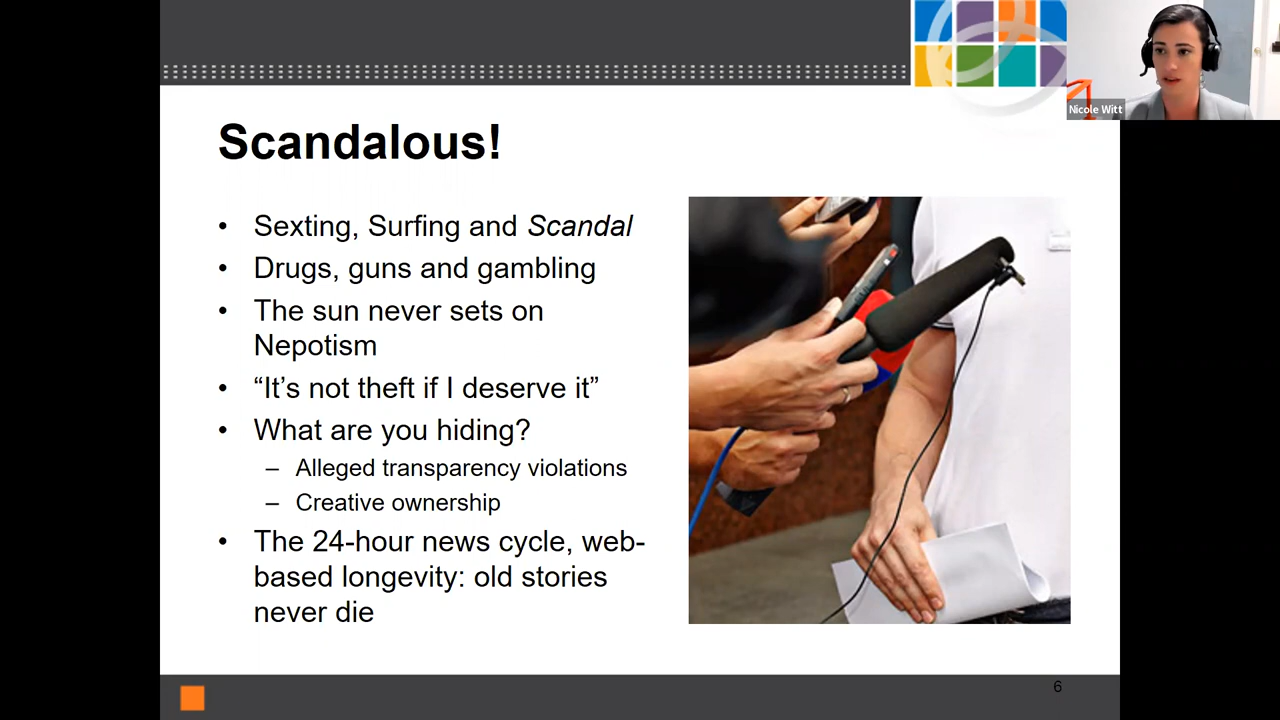 Nicole Witt
Scandalous!
• Sexting, Surfing and Scandal
• Drugs, guns and gambling
• The sun never sets on
Nepotism
• “It’s not theft if I deserve it”
• What are you hiding?
– Alleged transparency violations
– Creative ownership
• The 24-hour news cycle, web-
based longevity: old stories
never die
6